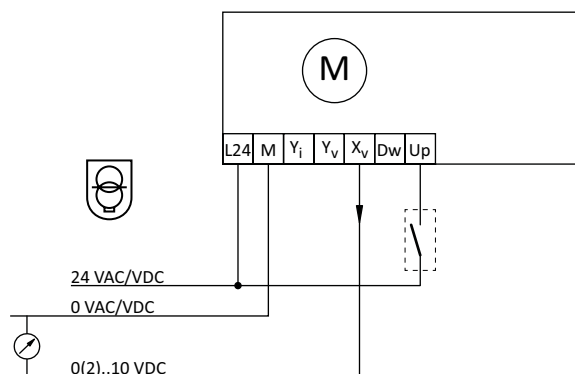 M
L24 M Yi Yv Xv Dw Up
24 VAC/VDC
0 VAC/VDC
0(2)..10 VDC